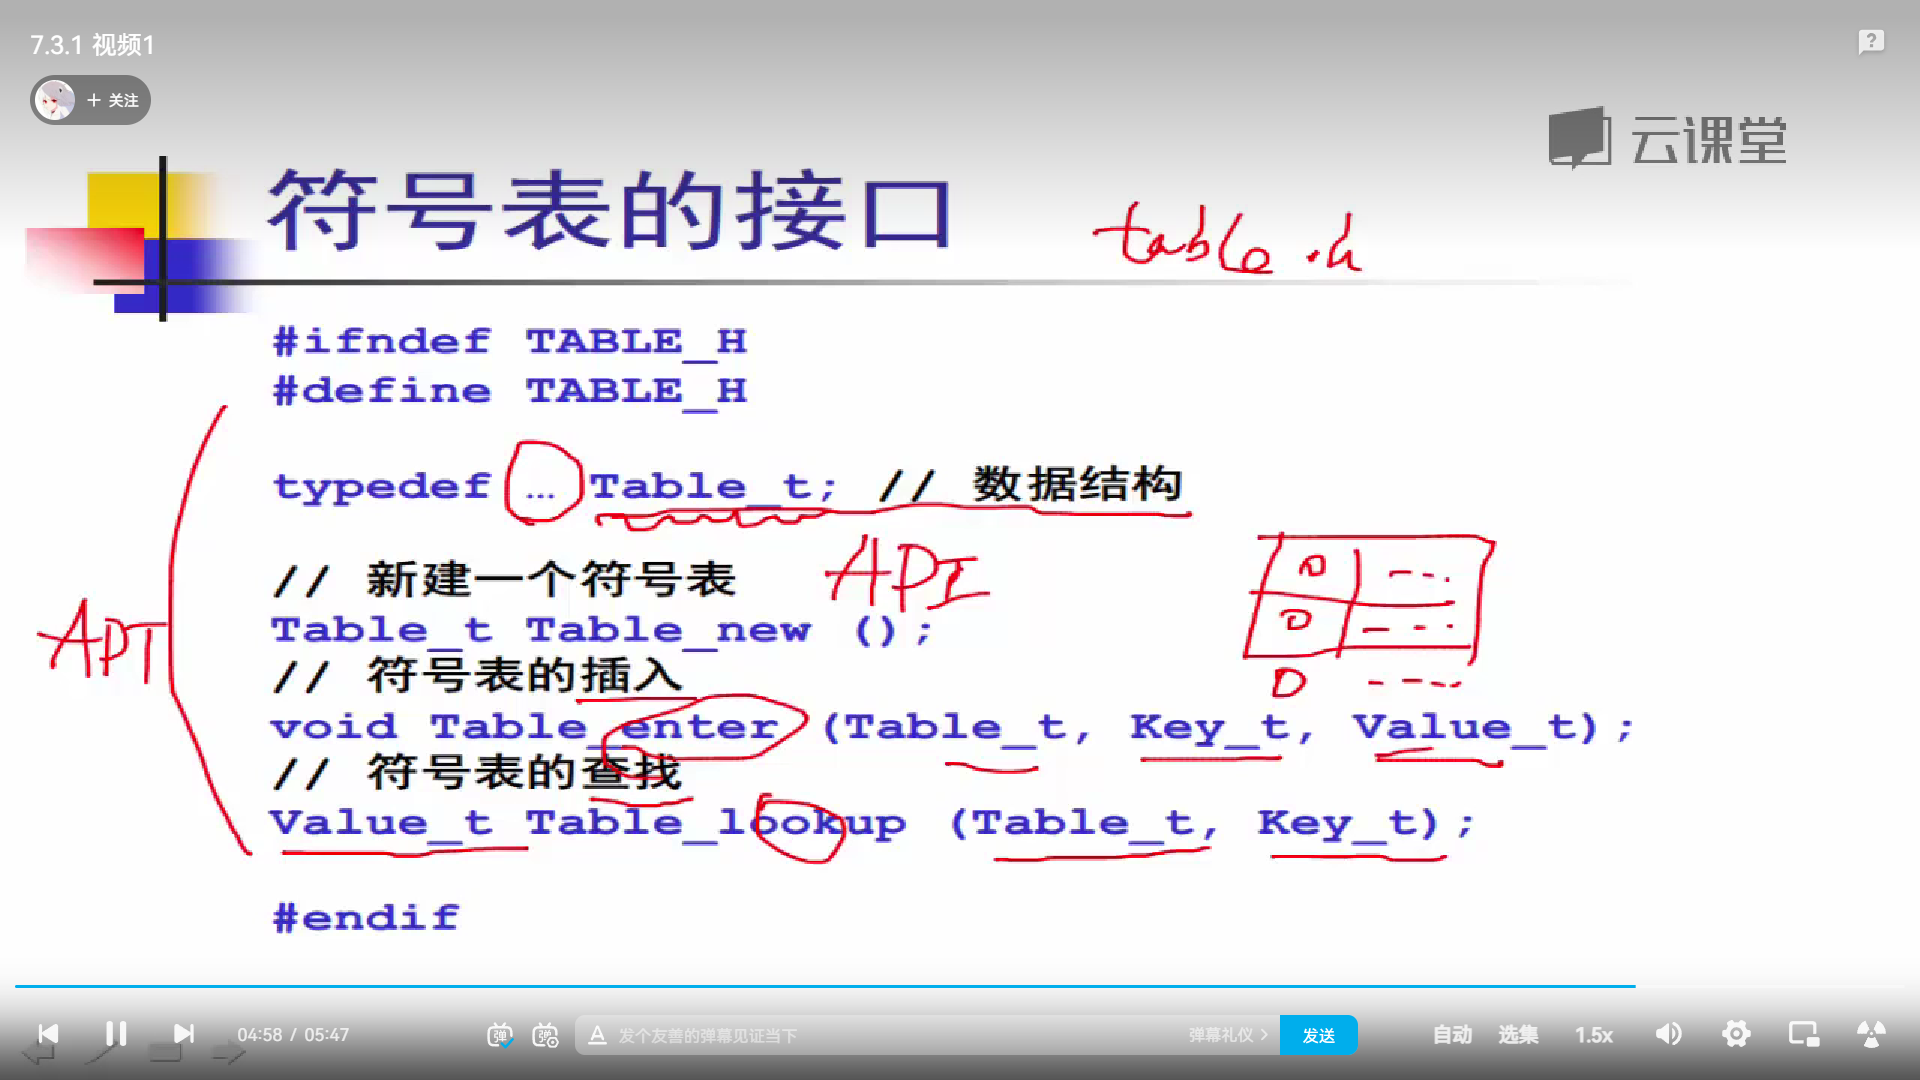 7.3.1 视频1
+ 关注
云课堂
符号表的接口
table.h
#ifndef TABLE_H
#define TABLE_H
typedef … Table_t; // 数据结构
// 新建一个符号表
API
Table_t Table_new ();
API
// 符号表的插入
void Table_enter (Table_t, Key_t, Value_t);
// 符号表的查找
Value_t Table_lookup (Table_t, Key_t);
#endif
04:58 / 05:47
弹
弹
A 发个友善的弹幕见证当下
弹幕礼仪 >
发送
自动
选集
1.5x